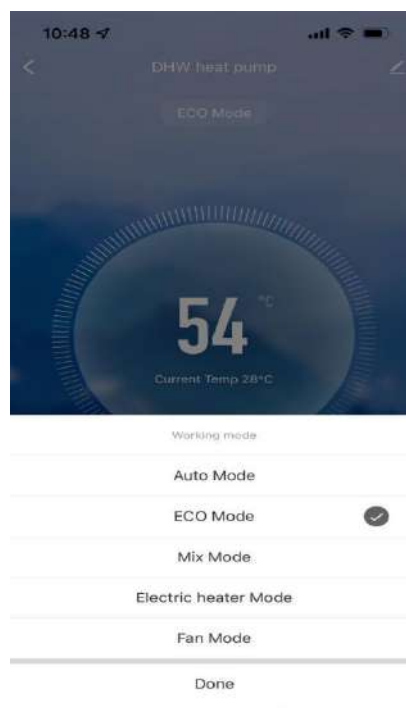 10:48
DHW heat pump
ECO Mode
54 °C
Current Temp 28°C
Working mode
Auto Mode
ECO Mode
Mix Mode
Electric heater Mode
Fan Mode
Done